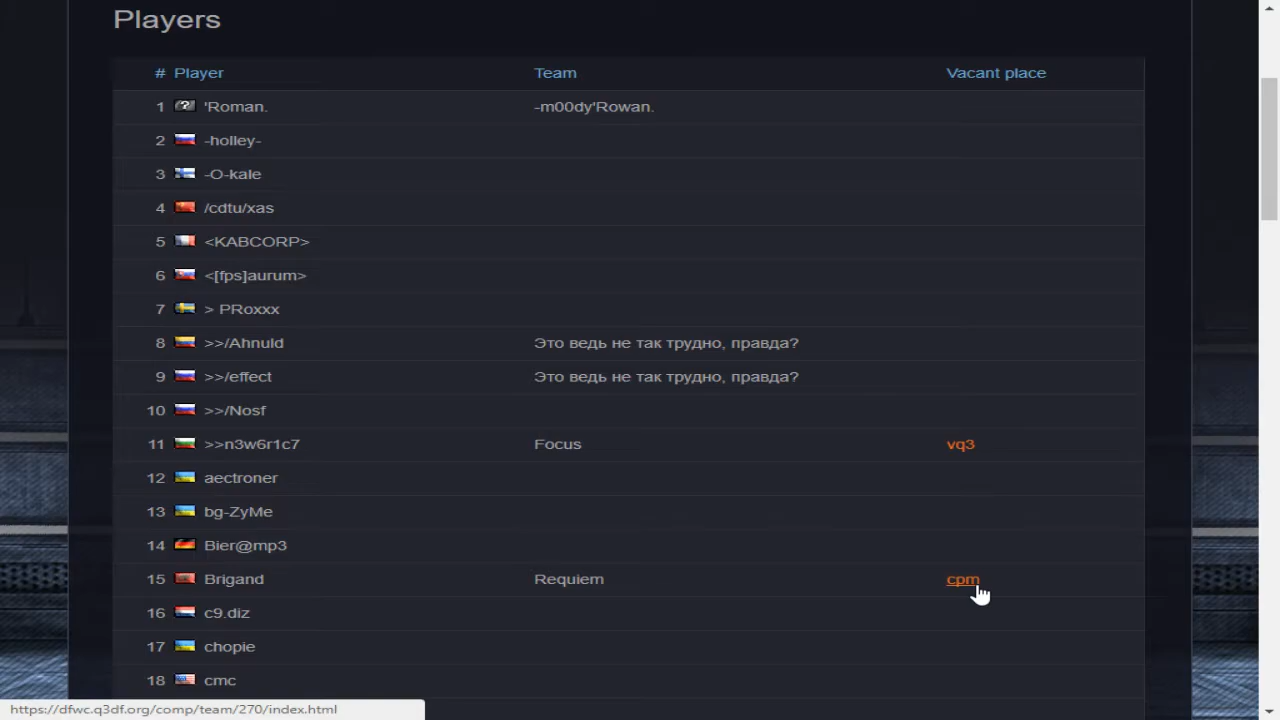 Players
# Player Team Vacant place
1 'Roman. -m00dy'Rowan.
2 -holley-
3 -O-kale
4 /cdtu/xas
5 <KABCORP>
6 <[fps]aurum>
7 > PRoxxx
8 >>/Ahnuld Это ведь не так трудно, правда?
9 >>/effect Это ведь не так трудно, правда?
10 >>/Nosf
11 >>n3w6r1c7 Focus vq3
12 aectroner
13 bg-ZyMe
14 Bier@mp3
15 Brigand Requiem cpm
16 c9.diz
17 chopie
18 cmc
https://dfwc.q3df.org/comp/team/270/index.html